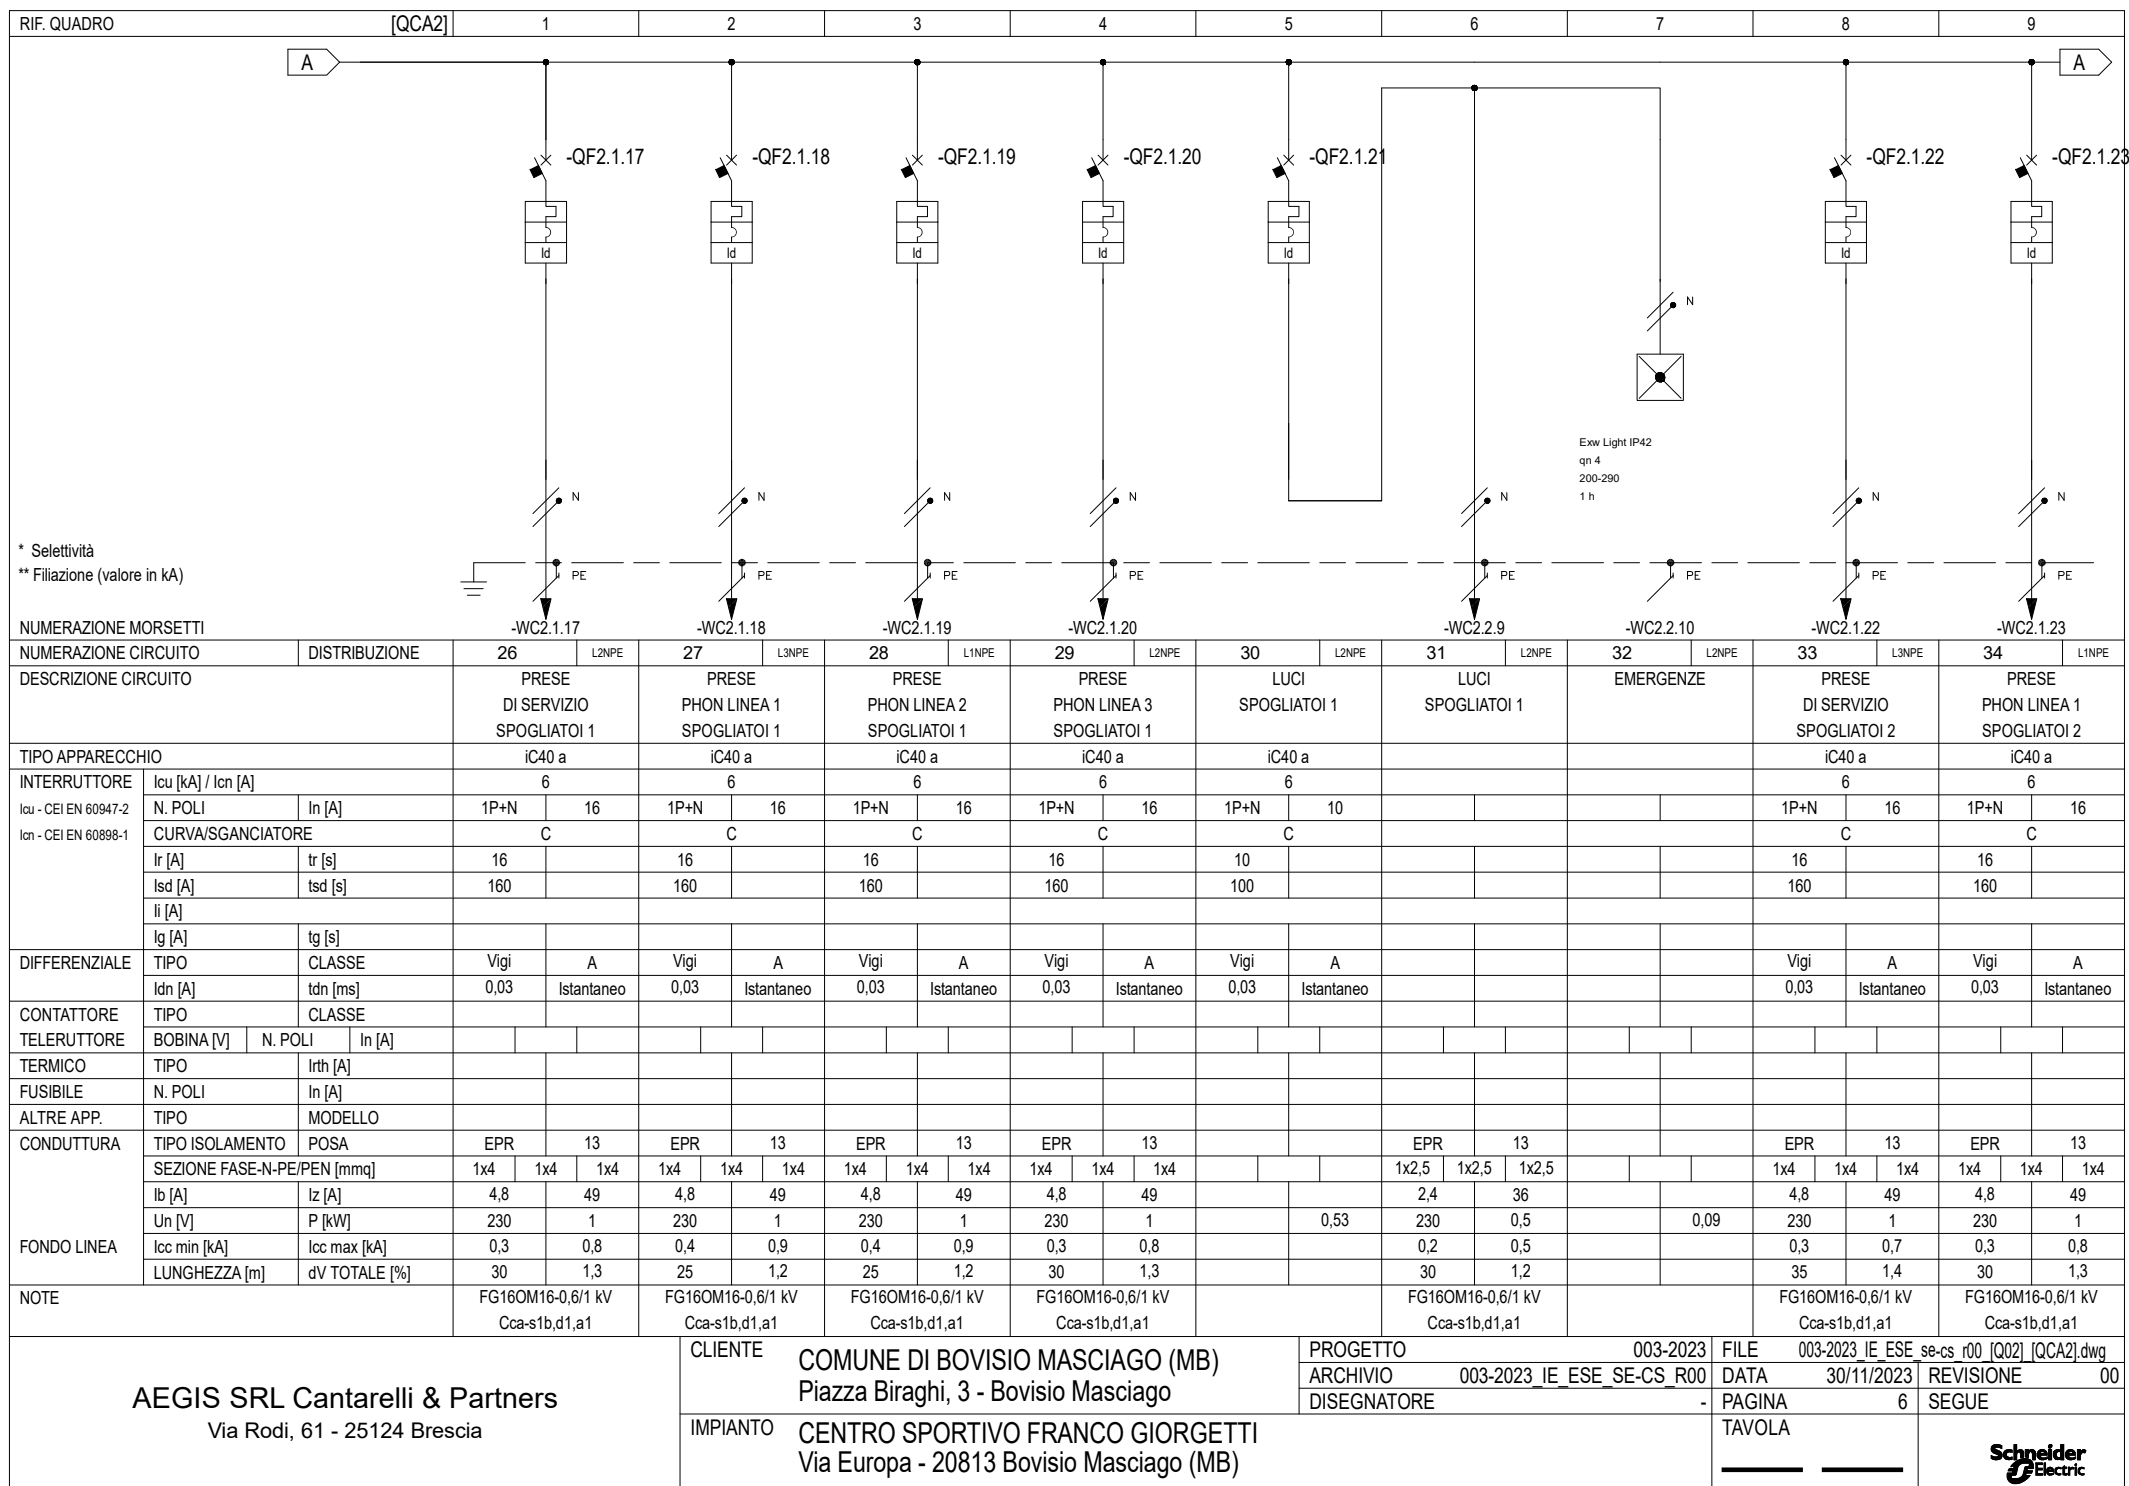 RIF. QUADRO [QCA2] 1 2 3 4 5 6 7 8 9
A A
-QF2.1.17 -QF2.1.18 -QF2.1.19 -QF2.1.20 -QF2.1.21 -QF2.1.22 -QF2.1.23
Id Id Id Id Id Id Id
N
Exw Light IP42
qn 4
200-290
1 h
N N N N N N N
* Selettività
** Filiazione (valore in kA)
PE PE PE PE PE PE PE PE
NUMERAZIONE MORSETTI -WC2.1.17 -WC2.1.18 -WC2.1.19 -WC2.1.20 -WC2.2.9 -WC2.2.10 -WC2.1.22 -WC2.1.23
NUMERAZIONE CIRCUITO DISTRIBUZIONE 26 L2NPE 27 L3NPE 28 L1NPE 29 L2NPE 30 L2NPE 31 L2NPE 32 L2NPE 33 L3NPE 34 L1NPE
DESCRIZIONE CIRCUITO PRESE PRESE PRESE PRESE LUCI LUCI EMERGENZE PRESE PRESE
DI SERVIZIO PHON LINEA 1 PHON LINEA 2 PHON LINEA 3 SPOGLIATOI 1 SPOGLIATOI 1 DI SERVIZIO PHON LINEA 1
SPOGLIATOI 1 SPOGLIATOI 1 SPOGLIATOI 1 SPOGLIATOI 1 SPOGLIATOI 2 SPOGLIATOI 2
TIPO APPARECCHIO iC40 a iC40 a iC40 a iC40 a iC40 a iC40 a iC40 a
INTERRUTTORE Icu [kA] / Icn [A] 6 6 6 6 6 6 6
Icu - CEI EN 60947-2 N. POLI In [A] 1P+N 16 1P+N 16 1P+N 16 1P+N 16 1P+N 10 1P+N 16 1P+N 16
Icn - CEI EN 60898-1 CURVA/SGANCIATORE C C C C C C C
Ir [A] tr [s] 16 16 16 16 10 16 16
Isd [A] tsd [s] 160 160 160 160 100 160 160
Ii [A]
Ig [A] tg [s]
DIFFERENZIALE TIPO CLASSE Vigi A Vigi A Vigi A Vigi A Vigi A Vigi A Vigi A
Idn [A] tdn [ms] 0,03 Istantaneo 0,03 Istantaneo 0,03 Istantaneo 0,03 Istantaneo 0,03 Istantaneo 0,03 Istantaneo 0,03 Istantaneo
CONTATTORE TIPO CLASSE
TELERUTTORE BOBINA [V] N. POLI In [A]
TERMICO TIPO Irth [A]
FUSIBILE N. POLI In [A]
ALTRE APP. TIPO MODELLO
CONDUTTURA TIPO ISOLAMENTO POSA EPR 13 EPR 13 EPR 13 EPR 13 EPR 13 EPR 13 EPR 13
SEZIONE FASE-N-PE/PEN [mmq] 1x4 1x4 1x4 1x4 1x4 1x4 1x4 1x4 1x4 1x4 1x4 1x4 1x2,5 1x2,5 1x2,5 1x4 1x4 1x4 1x4 1x4 1x4
Ib [A] Iz [A] 4,8 49 4,8 49 4,8 49 4,8 49 2,4 36 4,8 49 4,8 49
Un [V] P [kW] 230 1 230 1 230 1 230 1 0,53 230 0,5 0,09 230 1 230 1
FONDO LINEA Icc min [kA] Icc max [kA] 0,3 0,8 0,4 0,9 0,4 0,9 0,3 0,8 0,2 0,5 0,3 0,7 0,3 0,8
LUNGHEZZA [m] dV TOTALE [%] 30 1,3 25 1,2 25 1,2 30 1,3 30 1,2 35 1,4 30 1,3
NOTE FG16OM16-0,6/1 kV FG16OM16-0,6/1 kV FG16OM16-0,6/1 kV FG16OM16-0,6/1 kV FG16OM16-0,6/1 kV FG16OM16-0,6/1 kV FG16OM16-0,6/1 kV
Cca-s1b,d1,a1 Cca-s1b,d1,a1 Cca-s1b,d1,a1 Cca-s1b,d1,a1 Cca-s1b,d1,a1 Cca-s1b,d1,a1 Cca-s1b,d1,a1
AEGIS SRL Cantarelli & Partners
Via Rodi, 61 - 25124 Brescia
CLIENTE COMUNE DI BOVISIO MASCIAGO (MB)
Piazza Biraghi, 3 - Bovisio Masciago
IMPIANTO CENTRO SPORTIVO FRANCO GIORGETTI
Via Europa - 20813 Bovisio Masciago (MB)
PROGETTO 003-2023 FILE 003-2023_IE_ESE_se-cs_r00_[Q02]_[QCA2].dwg
ARCHIVIO 003-2023_IE_ESE_SE-CS_R00 DATA 30/11/2023 REVISIONE 00
DISEGNATORE - PAGINA 6 SEGUE
TAVOLA
Schneider
Electric